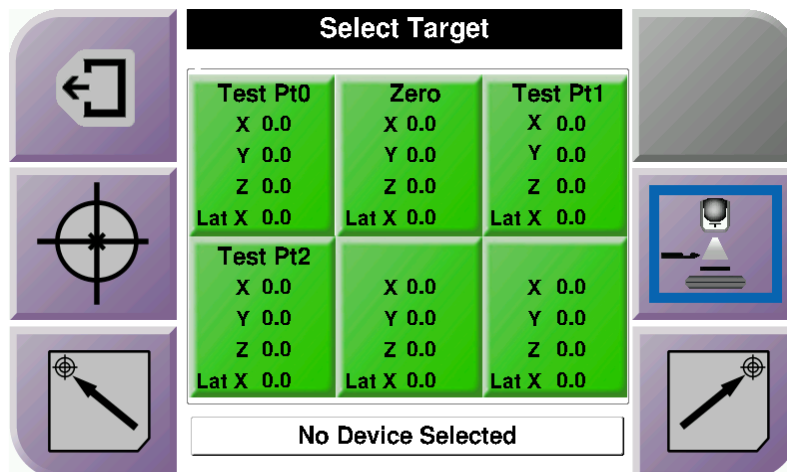 Select Target
Test Pt0 Zero Test Pt1
X 0.0 X 0.0 X 0.0
Y 0.0 Y 0.0 Y 0.0
Z 0.0 Z 0.0 Z 0.0
Lat X 0.0 Lat X 0.0 Lat X 0.0
Test Pt2
X 0.0 X 0.0 X 0.0
Y 0.0 Y 0.0 Y 0.0
Z 0.0 Z 0.0 Z 0.0
Lat X 0.0 Lat X 0.0 Lat X 0.0
No Device Selected